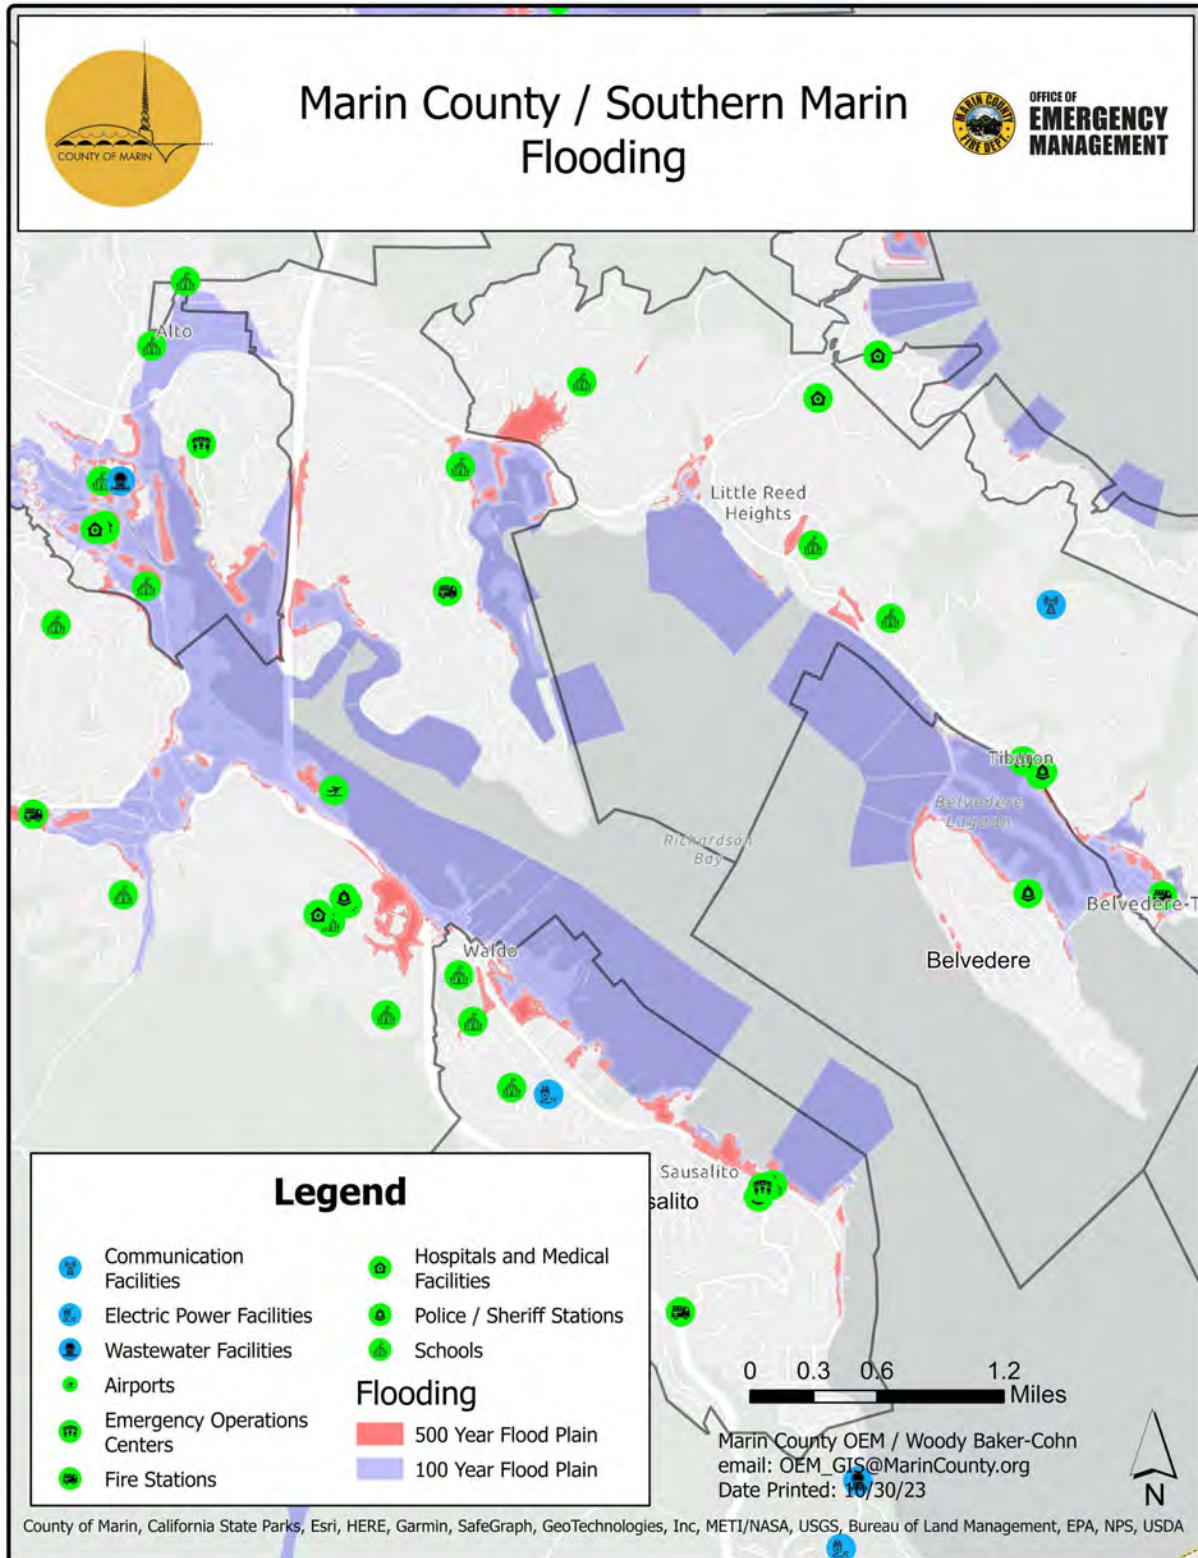 COUNTY OF MARIN
Marin County / Southern Marin
Flooding
MARIN COUNTY
FIRE DEPT.
OFFICE OF
EMERGENCY
MANAGEMENT
Alto
Little Reed
Heights
Tiburon
Belvedere
Lagoon
Richardson
Bay
Belvedere-T
Belvedere
Waldo
Sausalito
salito
Legend
Communication
Facilities
Electric Power Facilities
Wastewater Facilities
Airports
Emergency Operations
Centers
Fire Stations
Hospitals and Medical
Facilities
Police / Sheriff Stations
Schools
Flooding
500 Year Flood Plain
100 Year Flood Plain
0 0.3 0.6 1.2
Miles
Marin County OEM / Woody Baker-Cohn
email: OEM_GIS@MarinCounty.org
Date Printed: 10/30/23
N
County of Marin, California State Parks, Esri, HERE, Garmin, SafeGraph, GeoTechnologies, Inc, METI/NASA, USGS, Bureau of Land Management, EPA, NPS, USDA